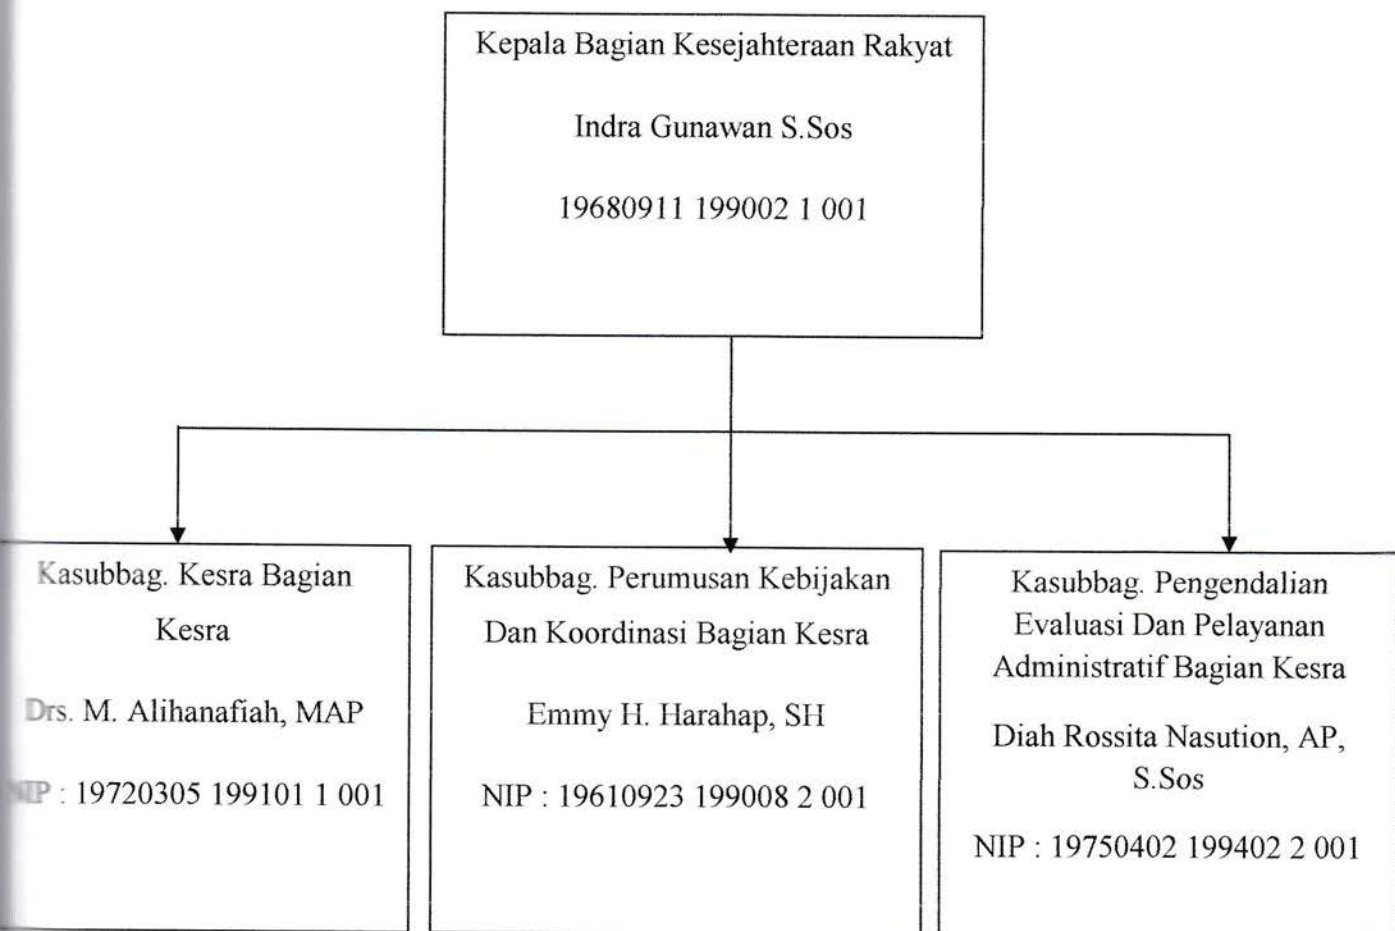 Kepala Bagian Kesejahteraan Rakyat
Indra Gunawan S.Sos
19680911 199002 1 001
Kasubbag. Kesra Bagian
Kesra
Drs. M. Alihanafiah, MAP
NIP : 19720305 199101 1 001
Kasubbag. Perumusan Kebijakan
Dan Koordinasi Bagian Kesra
Emmy H. Harahap, SH
NIP : 19610923 199008 2 001
Kasubbag. Pengendalian
Evaluasi Dan Pelayanan
Administratif Bagian Kesra
Diah Rossita Nasution, AP,
S.Sos
NIP : 19750402 199402 2 001